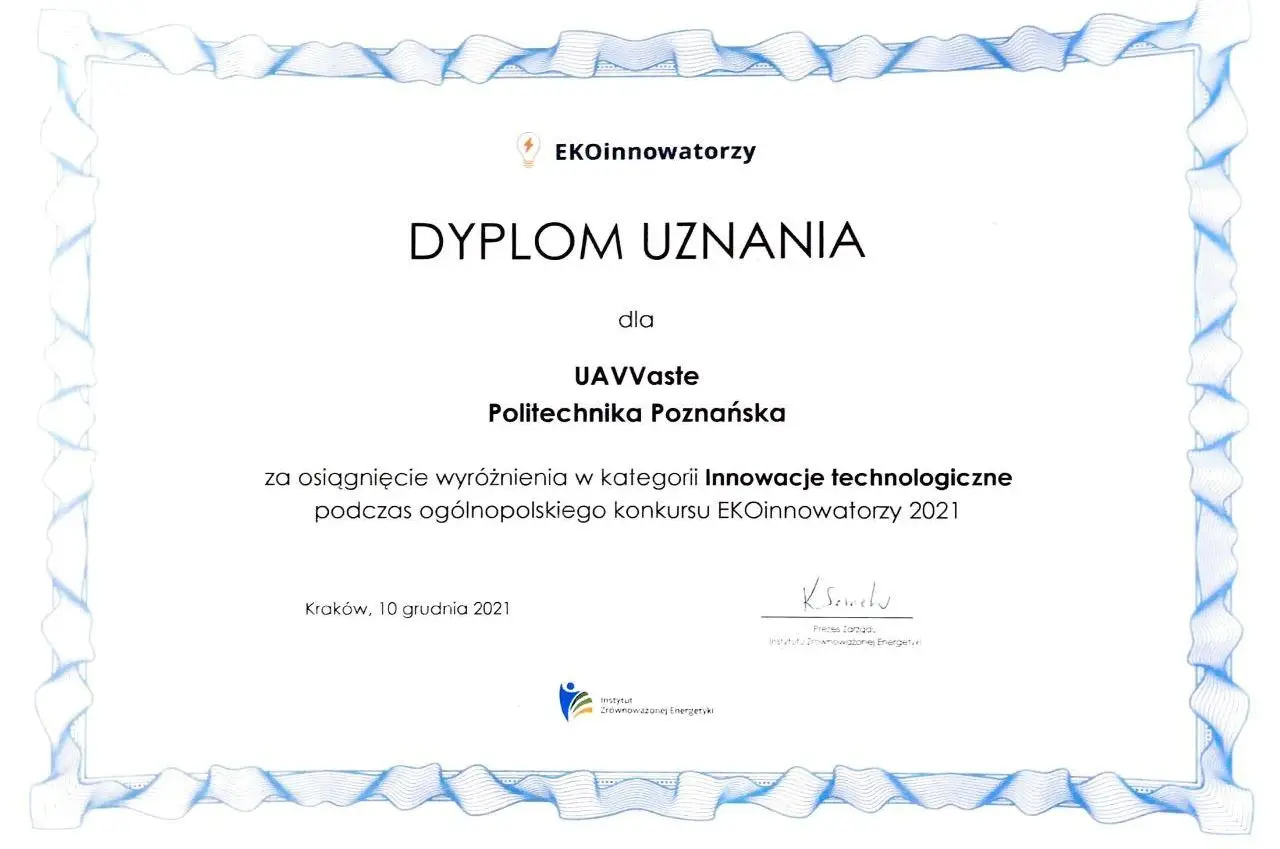 EKOinnowatorzy
DYPLOM UZNANIA
dla
UAVVaste
Politechnika Poznańska
za osiągnięcie wyróżnienia w kategorii Innowacje technologiczne
podczas ogólnopolskiego konkursu EKOinnowatorzy 2021
Kraków, 10 grudnia 2021
Prezes Zarządu
Instytutu Zrównoważonej Energetyki
Instytut
Zrównoważonej Energetyki